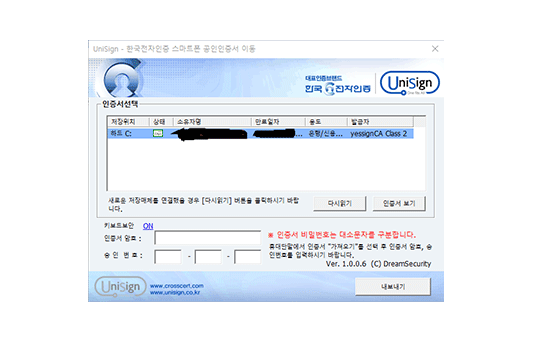 UniSign - 한국전자인증 스마트폰 공인인증서 이동
대표인증브랜드
한국전자인증
UniSign
인증서선택
저장위치 상태 소유자명 만료일자 용도 발급자
하드 C: ... 은행/신용... yessignCA Class 2
새로운 저장매체를 연결했을 경우 [다시읽기] 버튼을 클릭하시기 바랍
니다.
다시읽기
인증서 보기
키보드보안 ON
인증서 암호 :
승 인 번 호 : - -
※ 인증서 비밀번호는 대소문자를 구분합니다.
휴대단말에서 인증서 "가져오기"를 선택 후 인증서 암호, 승
인번호를 입력하시기 바랍니다.
Ver. 1.0.0.6 (C) DreamSecurity
UniSign
www.crosscert.com
www.unisign.co.kr
내보내기